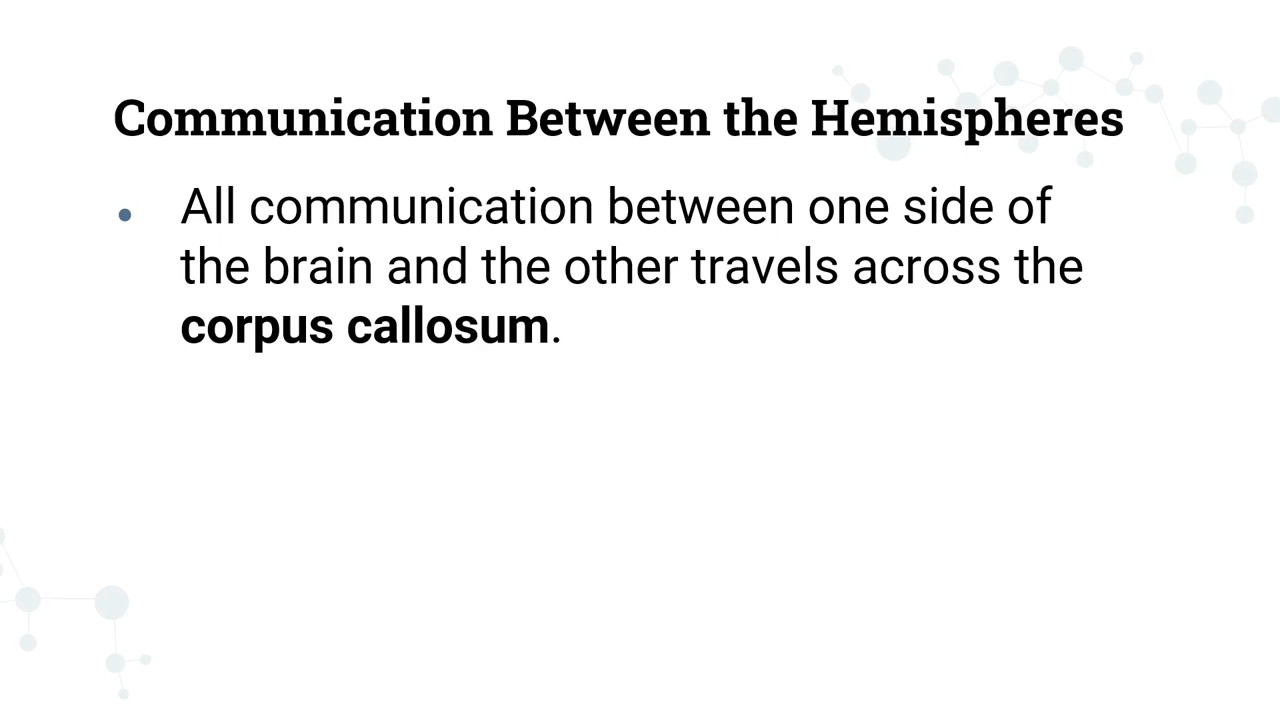 Communication Between the Hemispheres
• All communication between one side of
the brain and the other travels across the
corpus callosum.